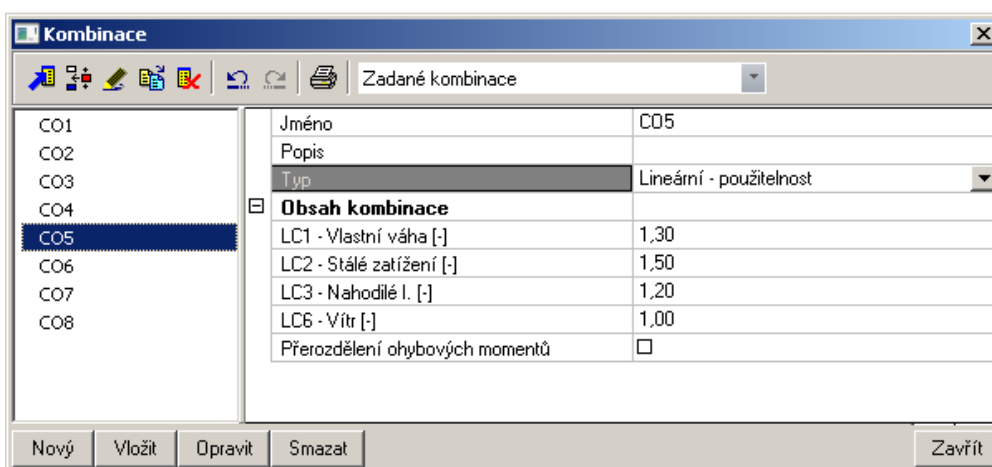 Kombinace
Zadané kombinace
CO1
CO2
CO3
CO4
CO5
CO6
CO7
CO8
Jméno CO5
Popis
Typ Lineární - použitelnost
Obsah kombinace
LC1 - Vlastní váha [-] 1,30
LC2 - Stálé zatížení [-] 1,50
LC3 - Nahodilé I. [-] 1,20
LC6 - Vítr [-] 1,00
Přerozdělení ohybových momentů
Nový Vložit Opravit Smazat Zavřít